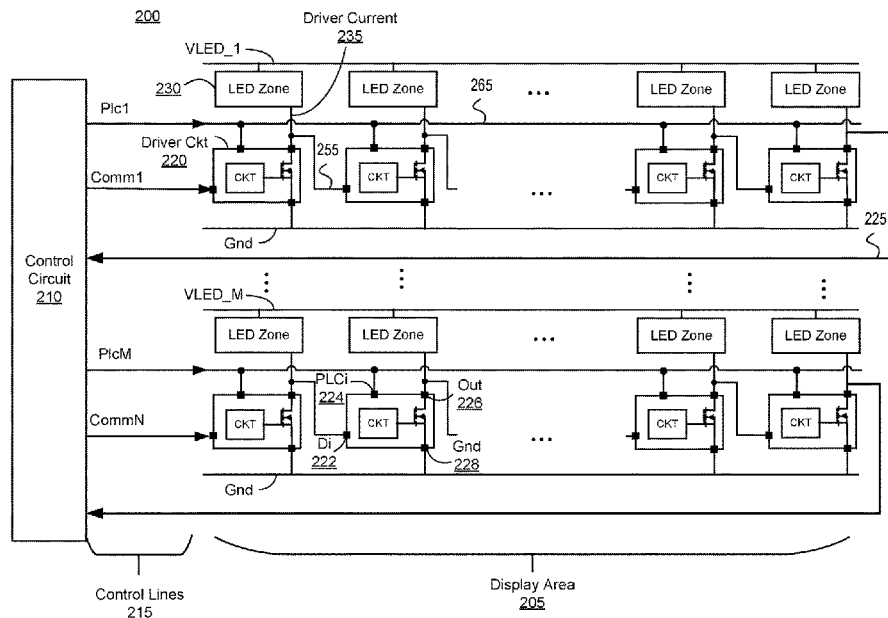 200
Driver Current
235
VLED_1
230
LED Zone
LED Zone
...
LED Zone
LED Zone
Plc1
265
Driver Ckt
220
255
Comm1
CKT
CKT
...
CKT
CKT
225
Gnd
Control
Circuit
210
VLED_M
LED Zone
LED Zone
...
LED Zone
LED Zone
PlcM
PLCi
224
Out
226
CommN
CKT
CKT
...
CKT
CKT
Di
222
Gnd
228
Gnd
Control Lines
215
Display Area
205